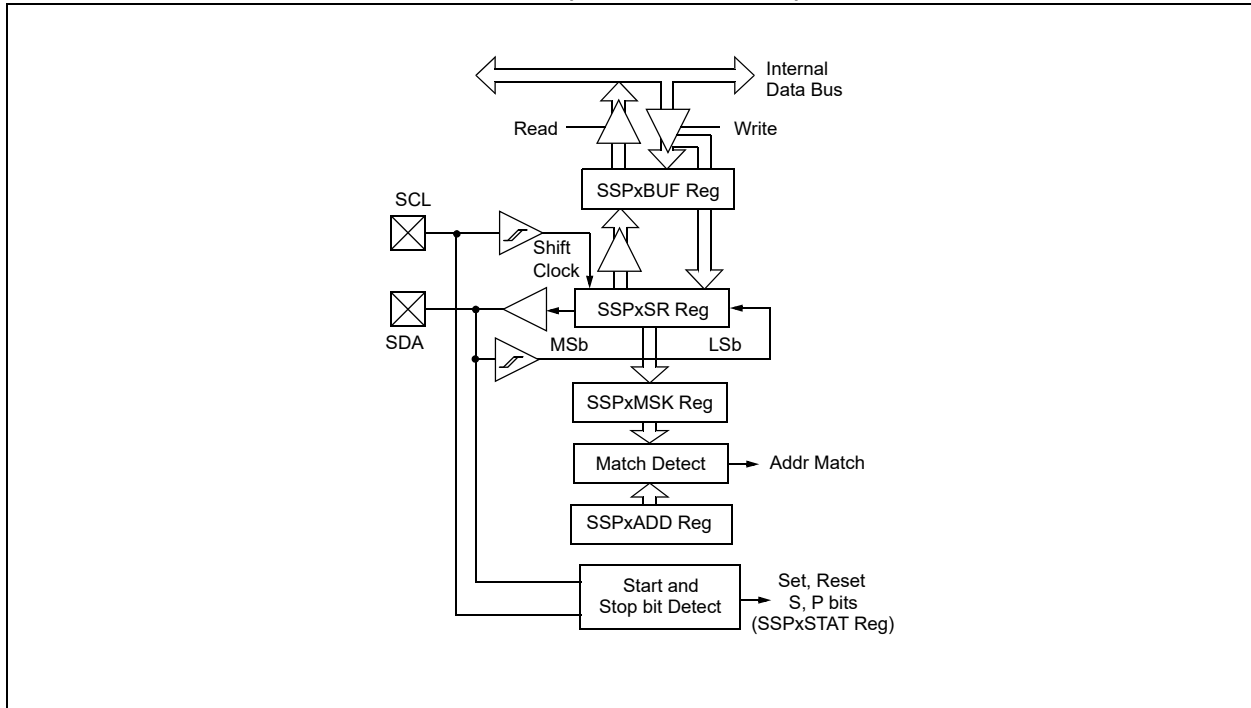 Internal
Data Bus
Read
Write
SSPxBUF Reg
SCL
Shift
Clock
SSPxSR Reg
SDA
MSb
LSb
SSPxMSK Reg
Match Detect
Addr Match
SSPxADD Reg
Start and
Stop bit Detect
Set, Reset
S, P bits
(SSPxSTAT Reg)